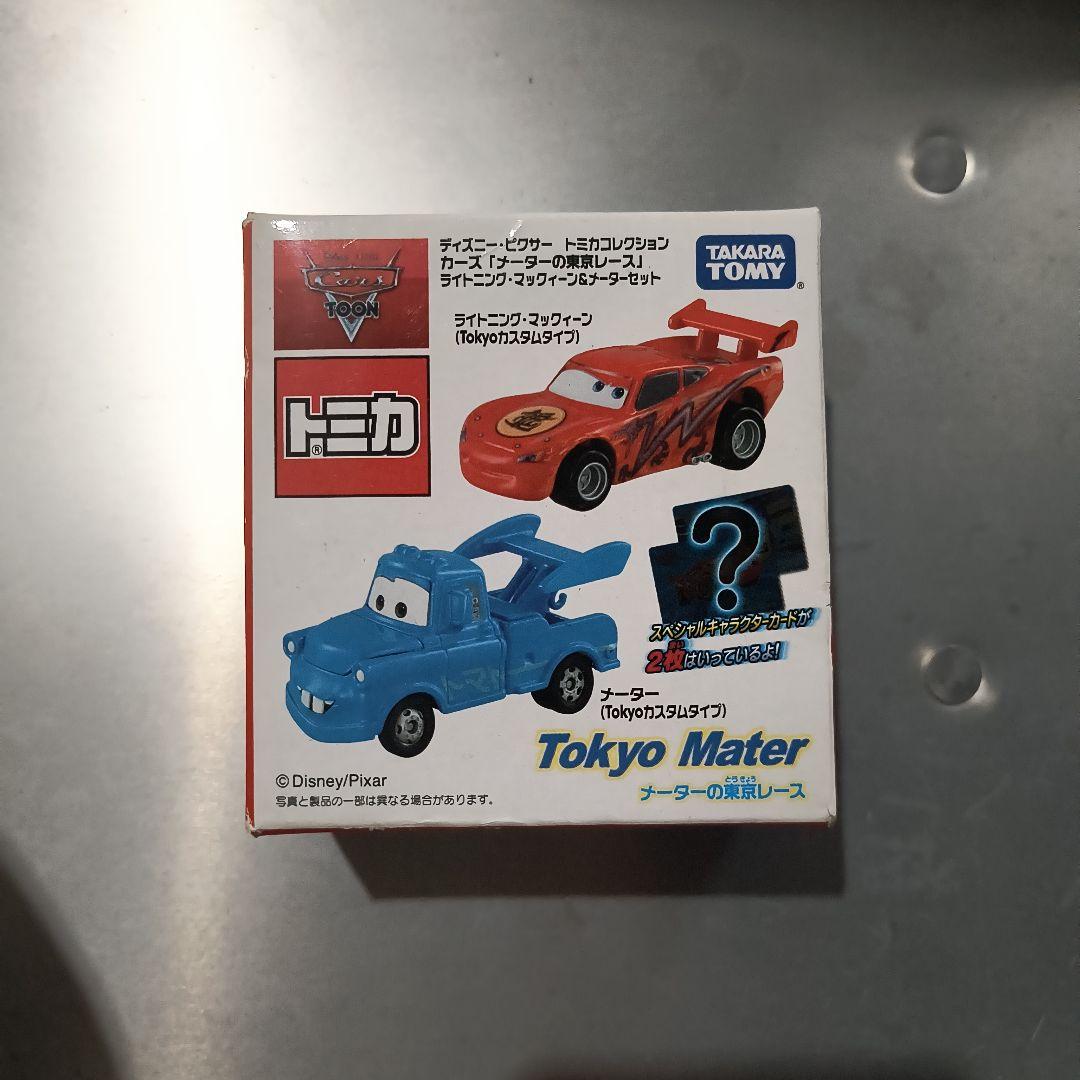 Cars
TOON
ディズニー・ピクサー トミカコレクション
カーズ「メーターの東京レース」
ライトニング・マックィーン&メーターセット
TAKARA
TOMY®
ライトニング・マックィーン
(Tokyoカスタムタイプ)
トミカ®
?
スペシャルキャラクターカードが
2枚はいっているよ!
メーター
(Tokyoカスタムタイプ)
Tokyo Mater
とうきょう
メーターの東京レース
©Disney/Pixar
写真と製品の一部は異なる場合があります。